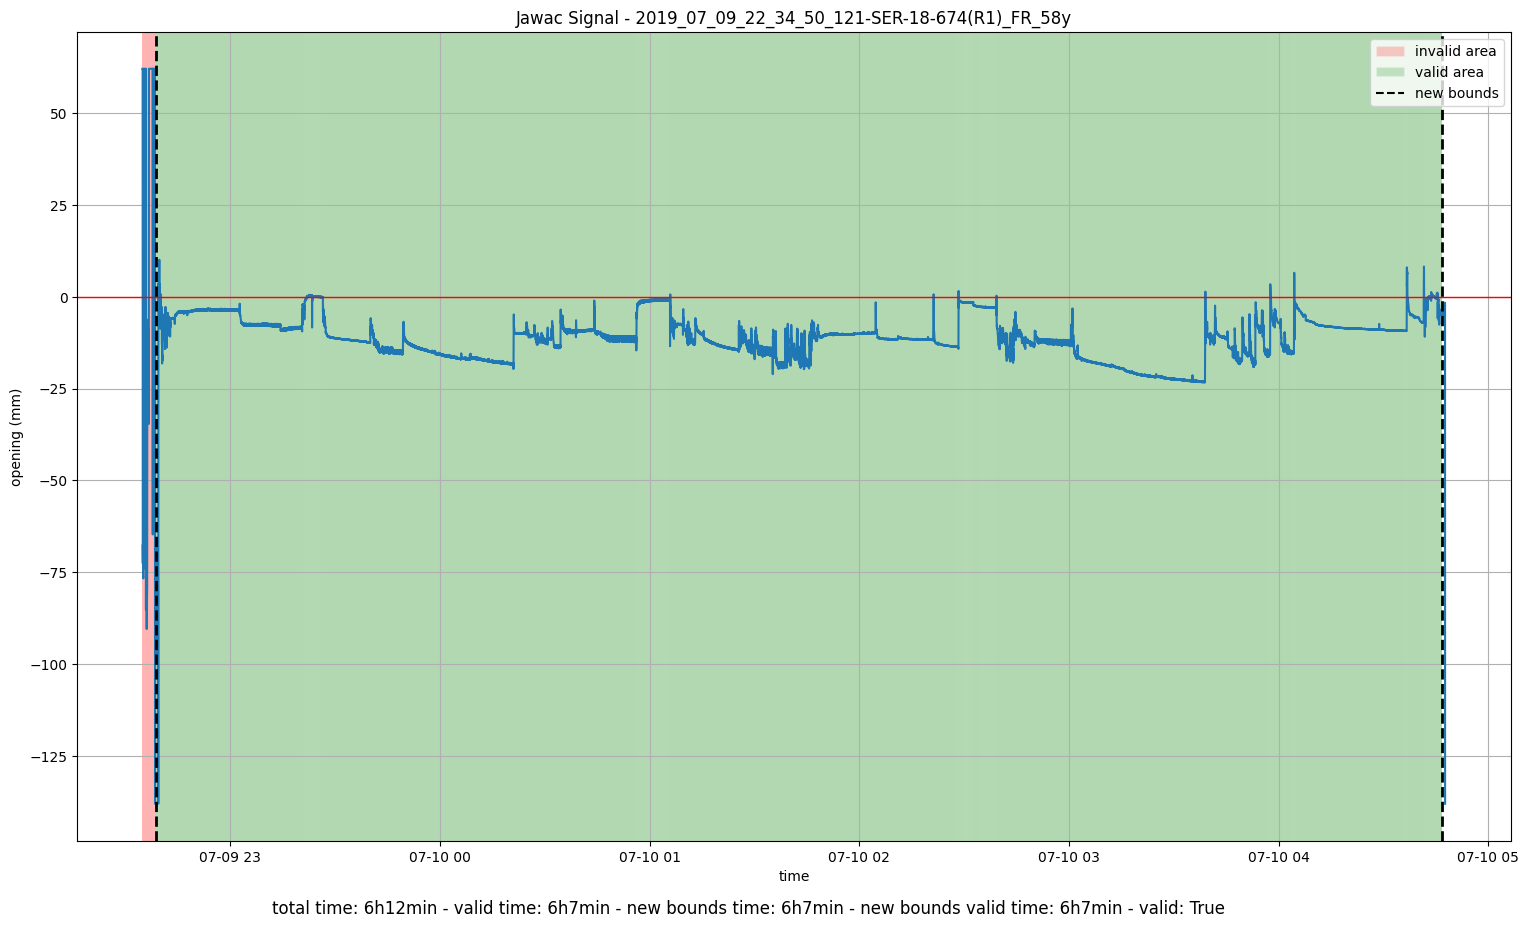 Jawac Signal - 2019_07_09_22_34_50_121-SER-18-674(R1)_FR_58y
invalid area
valid area
new bounds
50
25
0
−25
−50
−75
−100
−125
opening (mm)
07-09 23
07-10 00
07-10 01
07-10 02
07-10 03
07-10 04
07-10 05
time
total time: 6h12min - valid time: 6h7min - new bounds time: 6h7min - new bounds valid time: 6h7min - valid: True